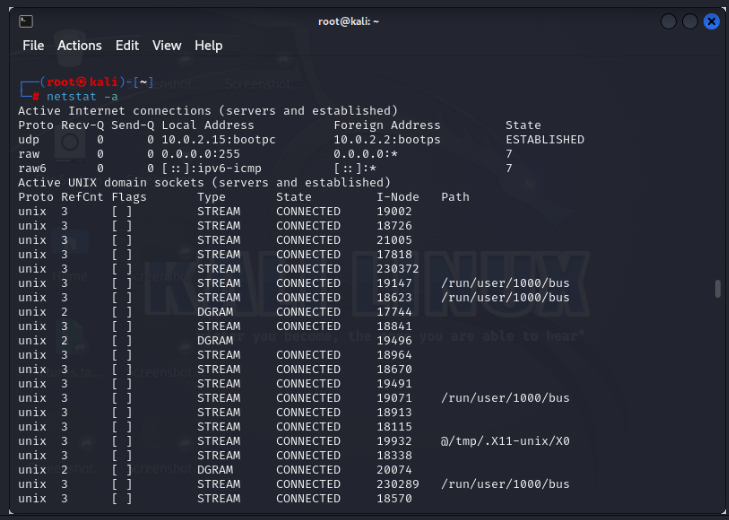 root@kali: ~
File Actions Edit View Help
┌──(root㉿kali)-[~]
└─# netstat -a
Active Internet connections (servers and established)
Proto Recv-Q Send-Q Local Address Foreign Address State
udp 0 0 10.0.2.15:bootpc 10.0.2.2:bootps ESTABLISHED
raw 0 0 0.0.0.0:255 0.0.0.0:* 7
raw6 0 0 [::]:ipv6-icmp [::]:* 7
Active UNIX domain sockets (servers and established)
Proto RefCnt Flags Type State I-Node Path
unix 3 [ ] STREAM CONNECTED 19002
unix 3 [ ] STREAM CONNECTED 18726
unix 3 [ ] STREAM CONNECTED 21005
unix 3 [ ] STREAM CONNECTED 17818
unix 3 [ ] STREAM CONNECTED 230372
unix 3 [ ] STREAM CONNECTED 19147 /run/user/1000/bus
unix 3 [ ] STREAM CONNECTED 18623 /run/user/1000/bus
unix 2 [ ] DGRAM CONNECTED 17744
unix 3 [ ] STREAM CONNECTED 18841
unix 2 [ ] DGRAM 19496
unix 3 [ ] STREAM CONNECTED 18964
unix 3 [ ] STREAM CONNECTED 18670
unix 3 [ ] STREAM CONNECTED 19491
unix 3 [ ] STREAM CONNECTED 19071 /run/user/1000/bus
unix 3 [ ] STREAM CONNECTED 18913
unix 3 [ ] STREAM CONNECTED 18115
unix 3 [ ] STREAM CONNECTED 19932 @/tmp/.X11-unix/X0
unix 3 [ ] STREAM CONNECTED 18338
unix 2 [ ] DGRAM CONNECTED 20074
unix 3 [ ] STREAM CONNECTED 230289 /run/user/1000/bus
unix 3 [ ] STREAM CONNECTED 18570
KALI LINUX
you become, the you are able to hear"